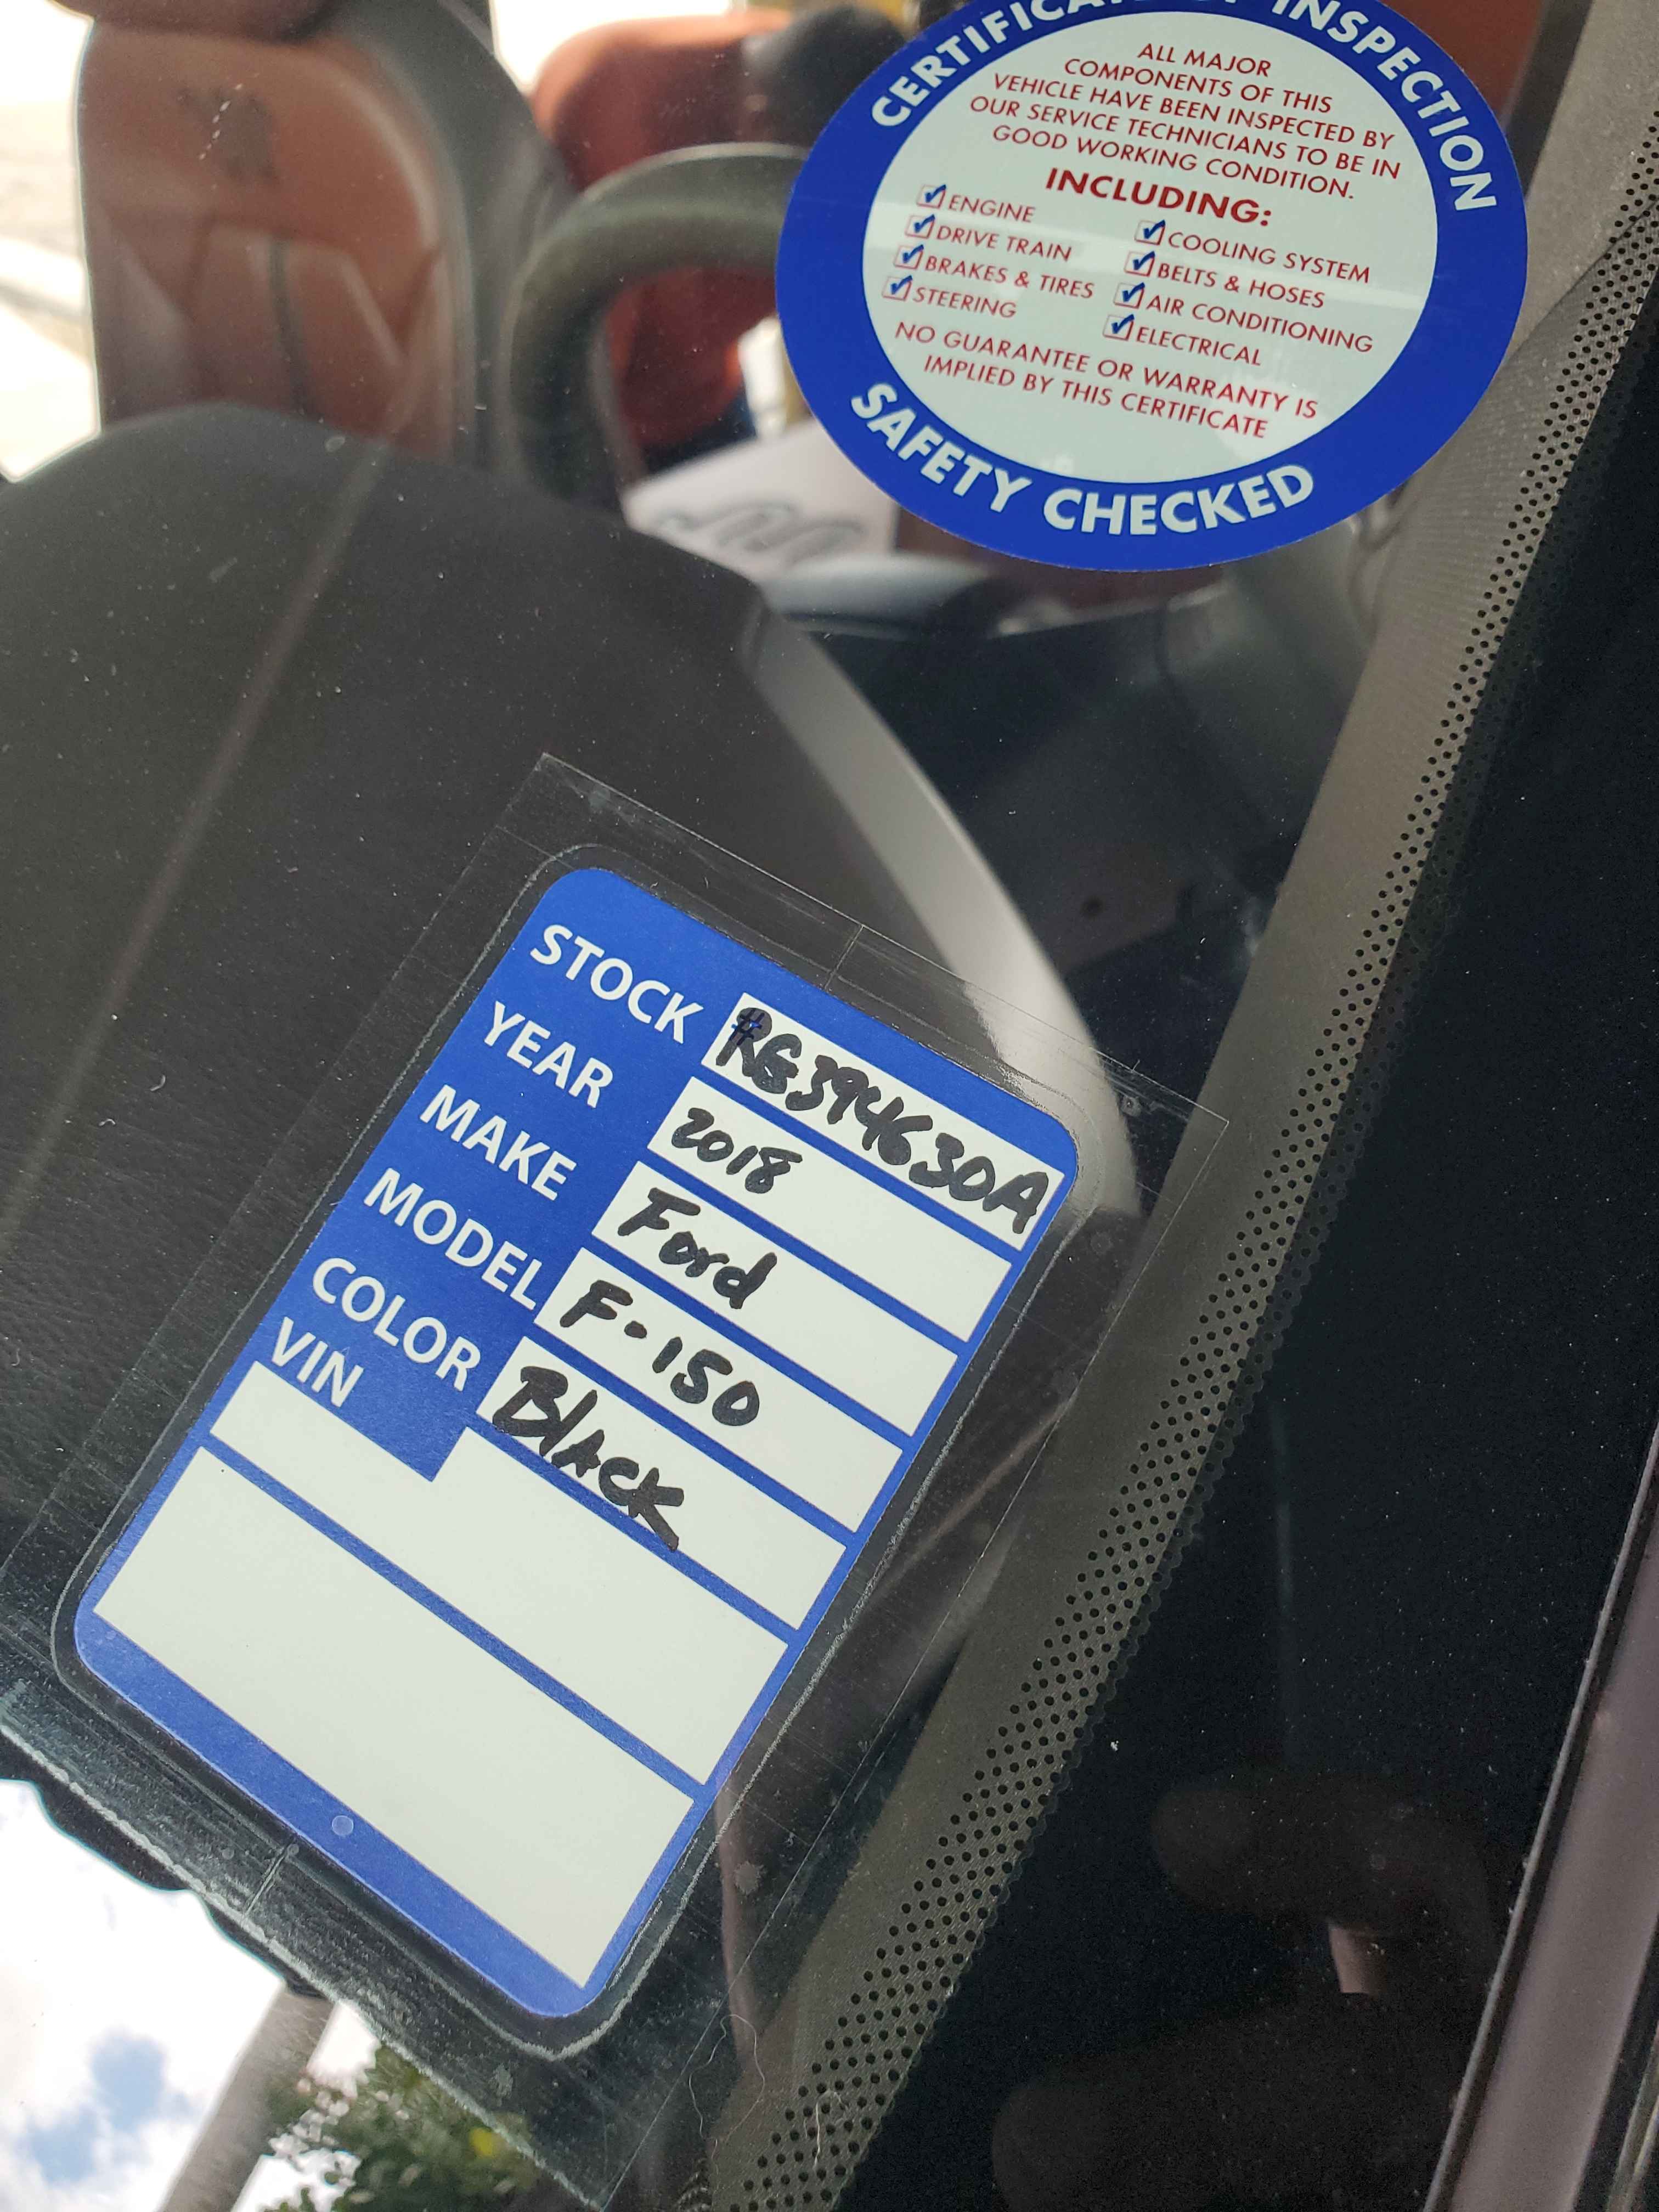 CERTIFICATE OF INSPECTION
ALL MAJOR
COMPONENTS OF THIS
VEHICLE HAVE BEEN INSPECTED BY
OUR SERVICE TECHNICIANS TO BE IN
GOOD WORKING CONDITION.
INCLUDING:
ENGINE
DRIVE TRAIN
BRAKES & TIRES
STEERING
COOLING SYSTEM
BELTS & HOSES
AIR CONDITIONING
ELECTRICAL
NO GUARANTEE OR WARRANTY IS
IMPLIED BY THIS CERTIFICATE
SAFETY CHECKED
STOCK #RG394630A
YEAR 2018
MAKE Ford
MODEL F-150
COLOR BlACK
VIN